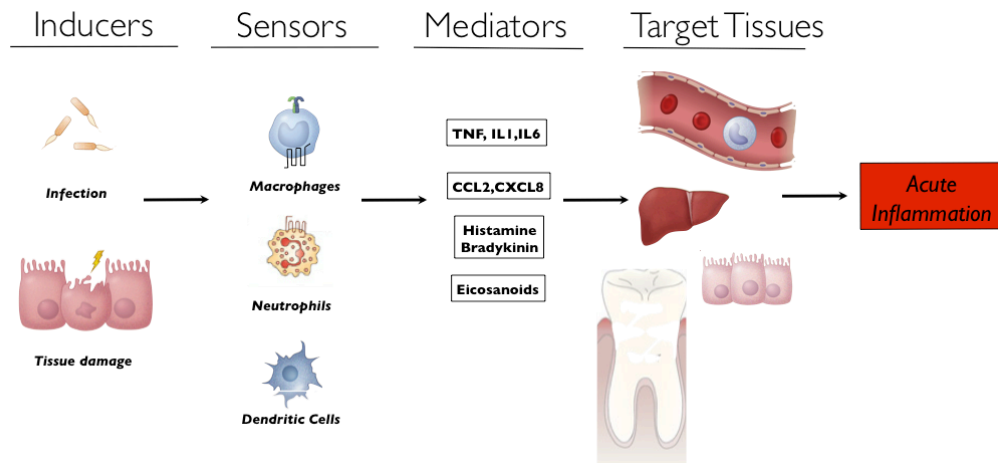 Inducers
Sensors
Mediators
Target Tissues
Infection
Tissue damage
Macrophages
Neutrophils
Dendritic Cells
TNF, IL1,IL6
CCL2,CXCL8
Histamine
Bradykinin
Eicosanoids
Acute
Inflammation